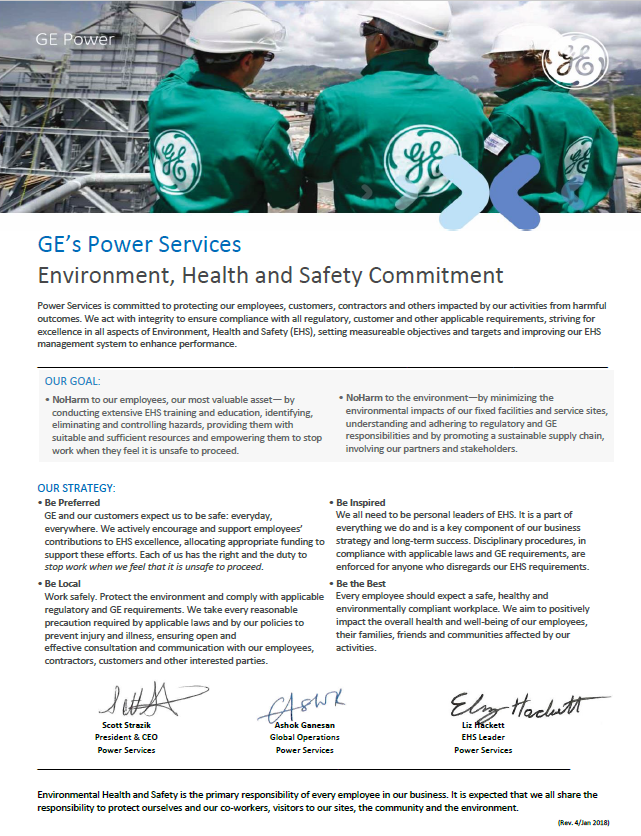 GE Power
GE
GE
GE
GE
GE's Power Services
Environment, Health and Safety Commitment
Power Services is committed to protecting our employees, customers, contractors and others impacted by our activities from harmful
outcomes. We act with integrity to ensure compliance with all regulatory, customer and other applicable requirements, striving for
excellence in all aspects of Environment, Health and Safety (EHS), setting measureable objectives and targets and improving our EHS
management system to enhance performance.
OUR GOAL:
• NoHarm to our employees, our most valuable asset— by
conducting extensive EHS training and education, identifying,
eliminating and controlling hazards, providing them with
suitable and sufficient resources and empowering them to stop
work when they feel it is unsafe to proceed.
• NoHarm to the environment—by minimizing the
environmental impacts of our fixed facilities and service sites,
understanding and adhering to regulatory and GE
responsibilities and by promoting a sustainable supply chain,
involving our partners and stakeholders.
OUR STRATEGY:
• Be Preferred
GE and our customers expect us to be safe: everyday,
everywhere. We actively encourage and support employees'
contributions to EHS excellence, allocating appropriate funding to
support these efforts. Each of us has the right and the duty to
stop work when we feel that it is unsafe to proceed.
• Be Local
Work safely. Protect the environment and comply with applicable
regulatory and GE requirements. We take every reasonable
precaution required by applicable laws and by our policies to
prevent injury and illness, ensuring open and
effective consultation and communication with our employees,
contractors, customers and other interested parties.
• Be Inspired
We all need to be personal leaders of EHS. It is a part of
everything we do and is a key component of our business
strategy and long-term success. Disciplinary procedures, in
compliance with applicable laws and GE requirements, are
enforced for anyone who disregards our EHS requirements.
• Be the Best
Every employee should expect a safe, healthy and
environmentally compliant workplace. We aim to positively
impact the overall health and well-being of our employees,
their families, friends and communities affected by our
activities.
Scott Strazik
President & CEO
Power Services
Ashok Ganesan
Global Operations
Power Services
Liz Hackett
EHS Leader
Power Services
Environmental Health and Safety is the primary responsibility of every employee in our business. It is expected that we all share the
responsibility to protect ourselves and our co-workers, visitors to our sites, the community and the environment.
(Rev. 4/Jan 2018)